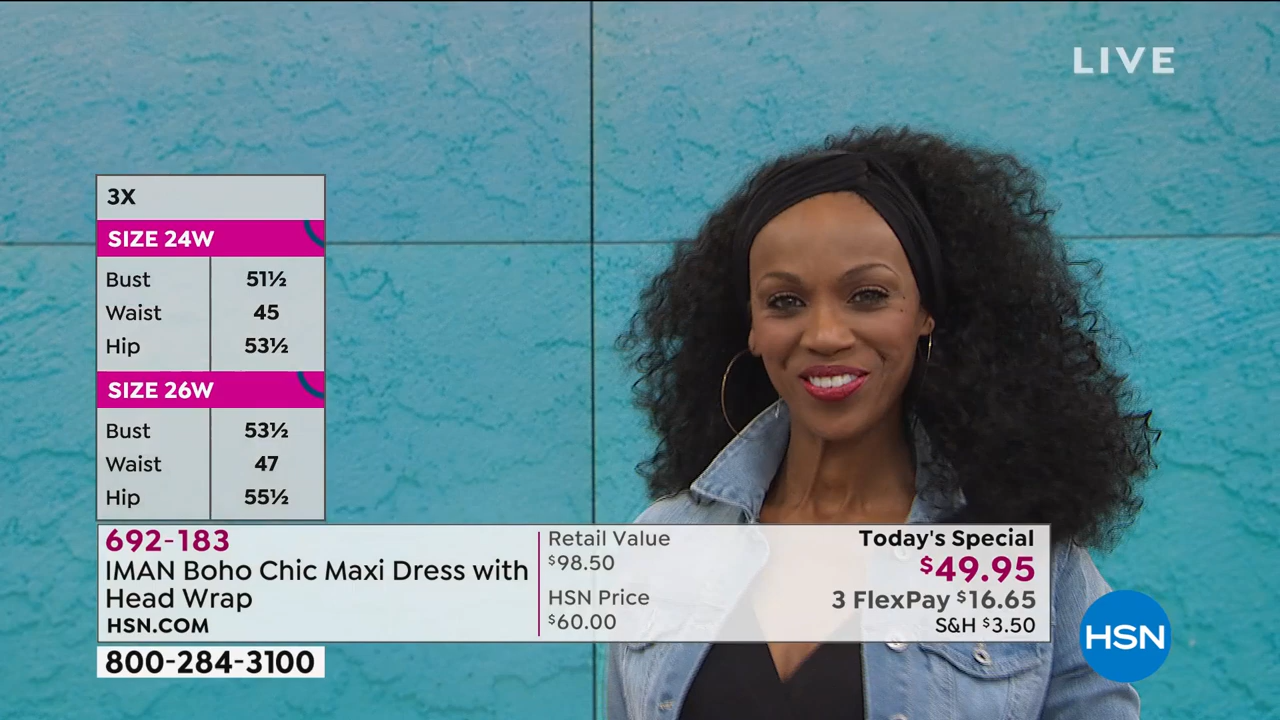 LIVE
3X
SIZE 24W
Bust 51½
Waist 45
Hip 53½
SIZE 26W
Bust 53½
Waist 47
Hip 55½
692-183
IMAN Boho Chic Maxi Dress with
Head Wrap
HSN.COM
Retail Value
$98.50
HSN Price
$60.00
Today's Special
$49.95
3 FlexPay $16.65
S&H $3.50
HSN
800-284-3100